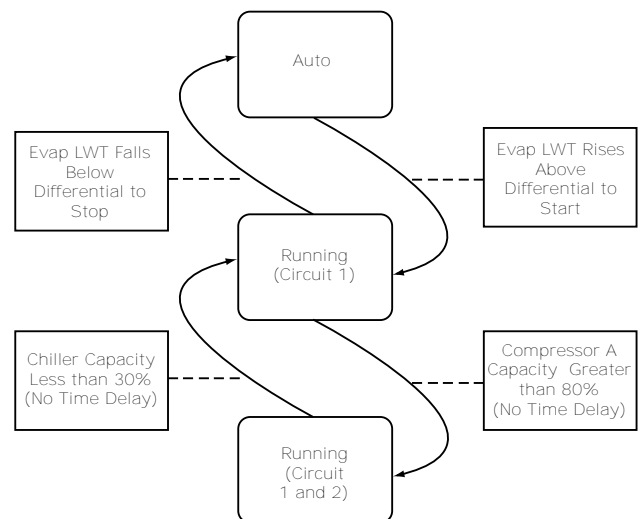 Auto
Evap LWT Falls
Below
Differential to
Stop
Evap LWT Rises
Above
Differential to
Start
Running
(Circuit 1)
Chiller Capacity
Less than 30%
(No Time Delay)
Compressor A
Capacity Greater
than 80%
(No Time Delay)
Running
(Circuit
1 and 2)